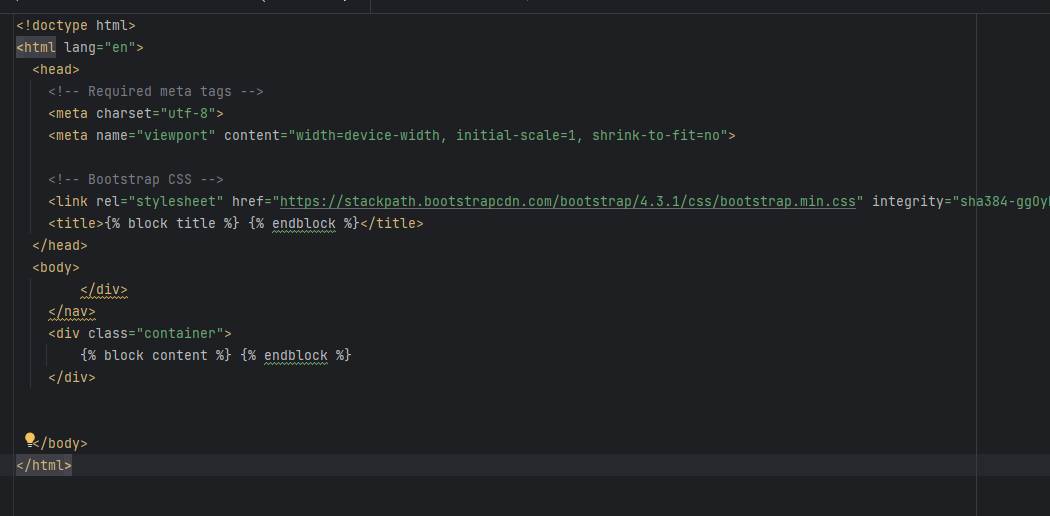 <!doctype html>
<html lang="en">
<head>
<!-- Required meta tags -->
<meta charset="utf-8">
<meta name="viewport" content="width=device-width, initial-scale=1, shrink-to-fit=no">
<!-- Bootstrap CSS -->
<link rel="stylesheet" href="https://stackpath.bootstrapcdn.com/bootstrap/4.3.1/css/bootstrap.min.css" integrity="sha384-ggOy
<title>{% block title %} {% endblock %}</title>
</head>
<body>
</div>
</nav>
<div class="container">
{% block content %} {% endblock %}
</div>
</body>
</html>